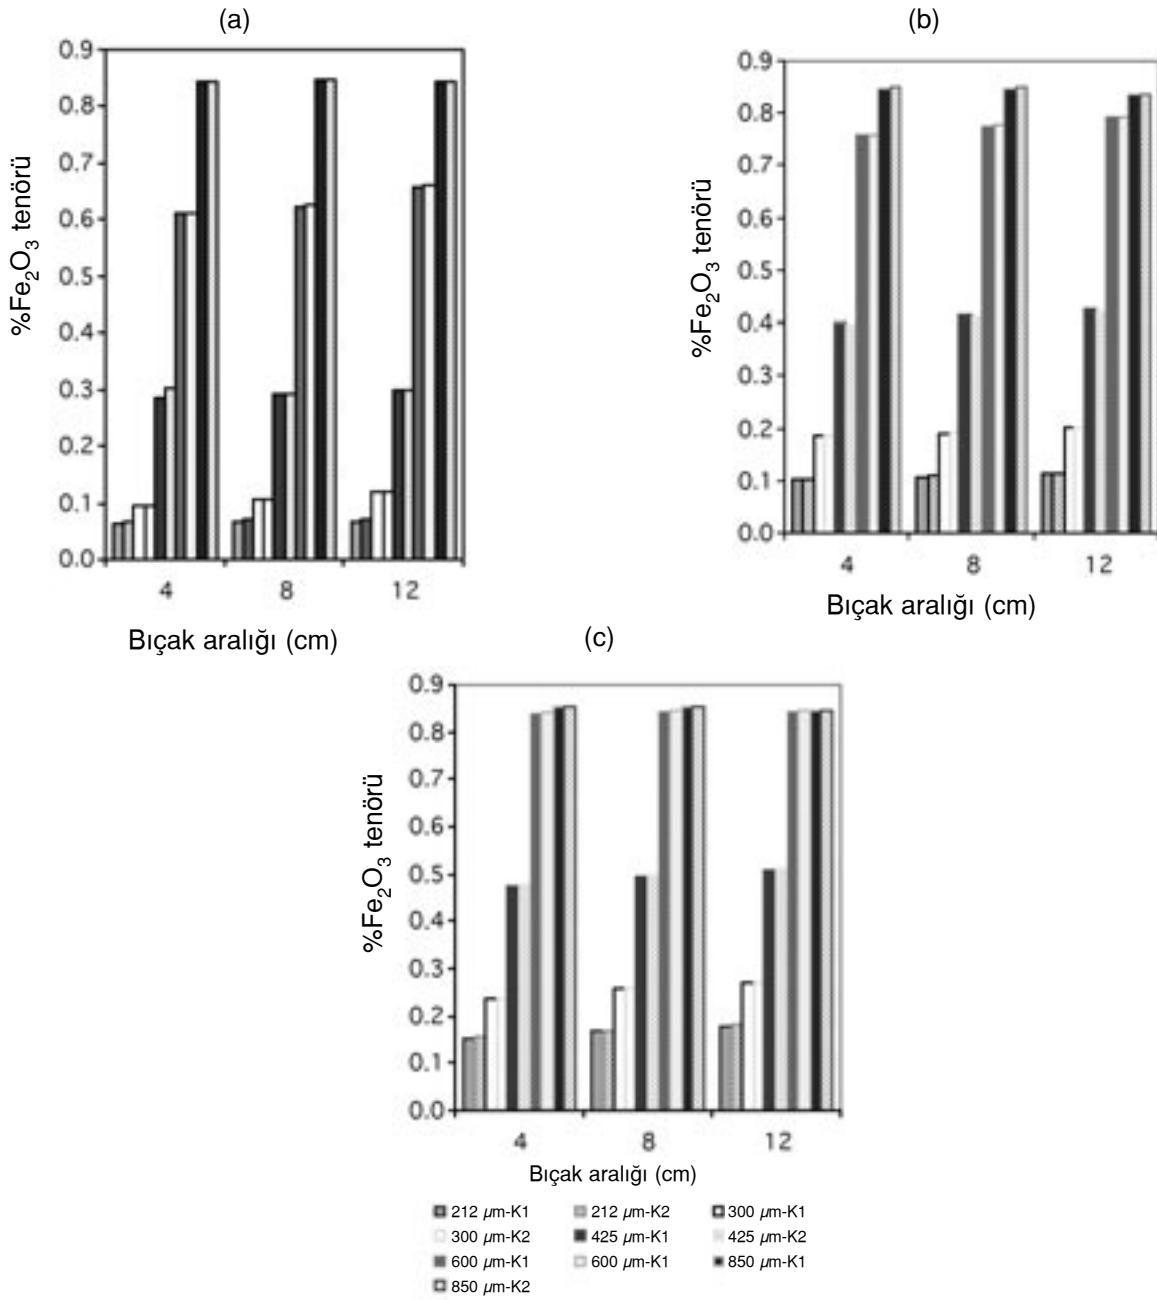 (a)
0.9
0.8
0.7
0.6
0.5
0.4
0.3
0.2
0.1
0.0
%Fe2O3 tenörü
4 8 12
Bıçak aralığı (cm)
(b)
0.9
0.8
0.7
0.6
0.5
0.4
0.3
0.2
0.1
0.0
%Fe2O3 tenörü
4 8 12
Bıçak aralığı (cm)
(c)
0.9
0.8
0.7
0.6
0.5
0.4
0.3
0.2
0.1
0.0
%Fe2O3 tenörü
4 8 12
Bıçak aralığı (cm)
212 µm-K1 212 µm-K2 300 µm-K1
300 µm-K2 425 µm-K1 425 µm-K2
600 µm-K1 600 µm-K1 850 µm-K1
850 µm-K2